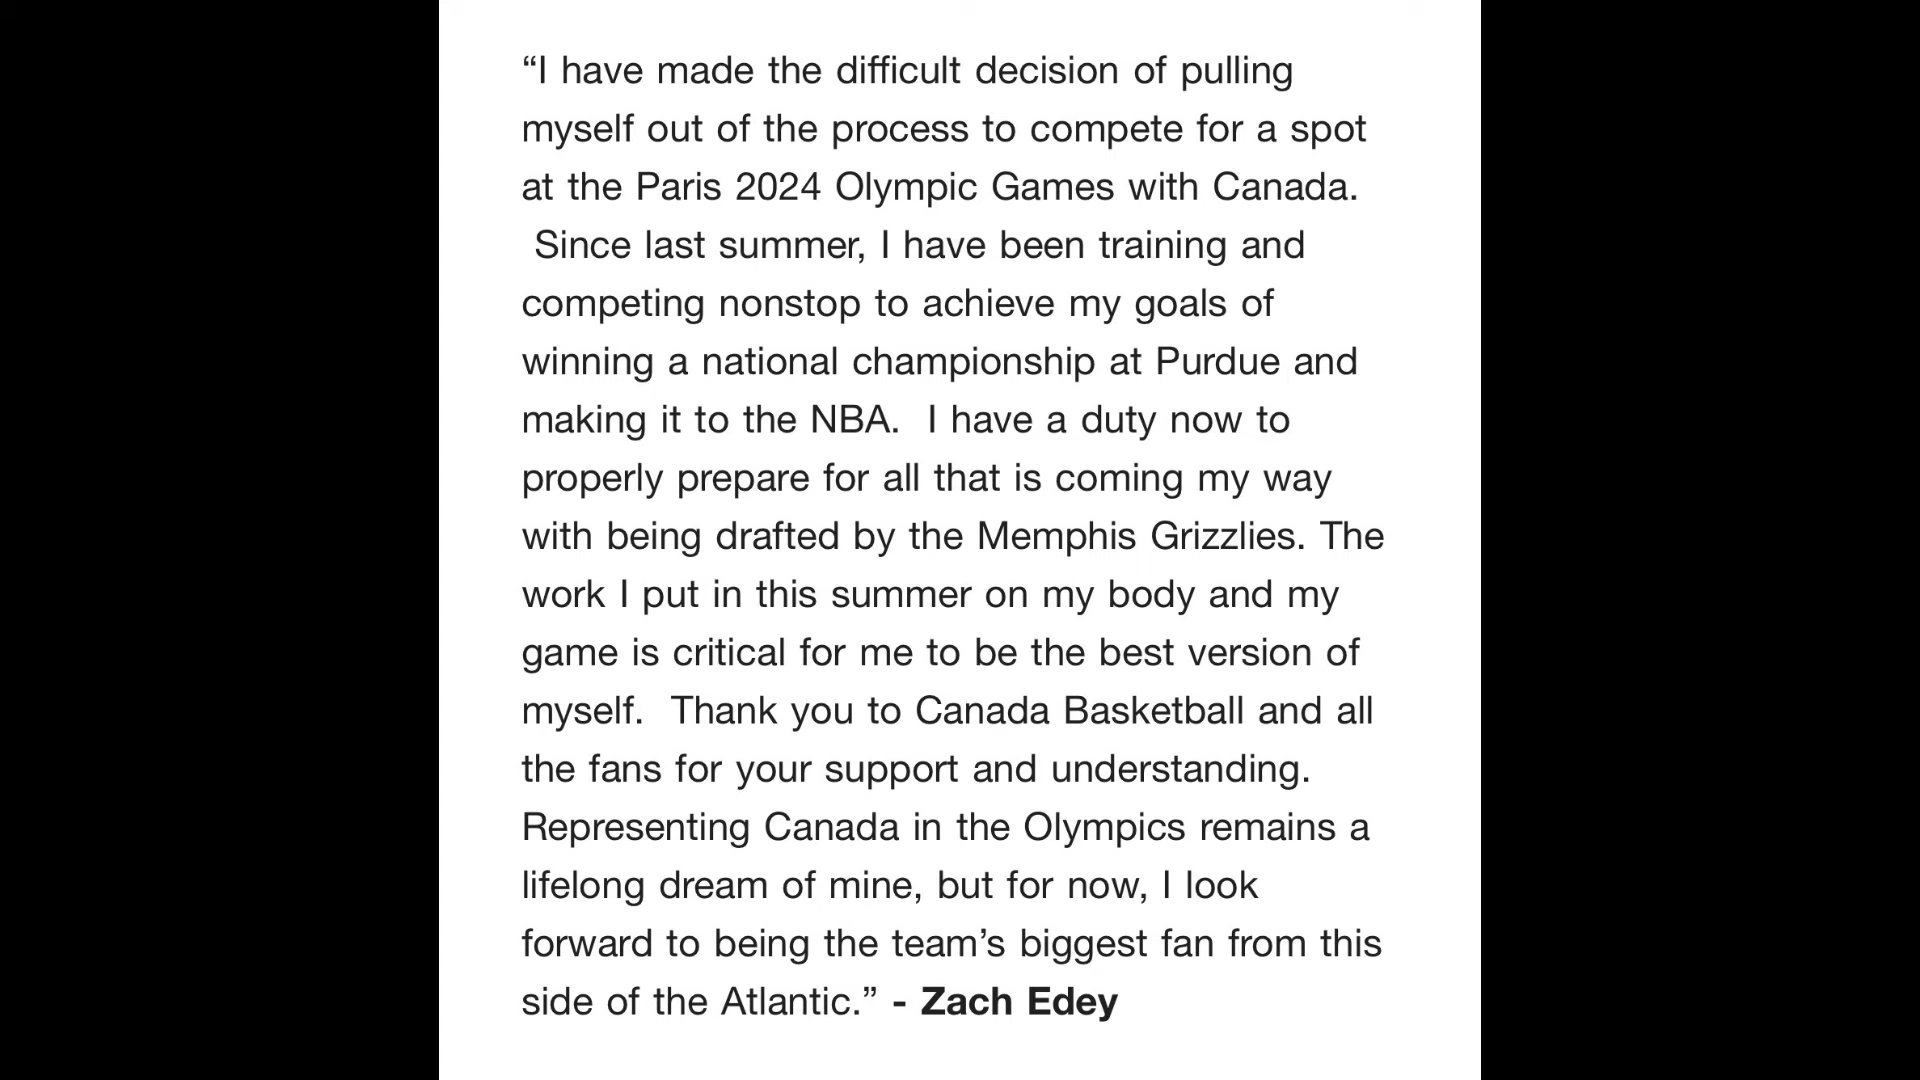 “I have made the difficult decision of pulling
myself out of the process to compete for a spot
at the Paris 2024 Olympic Games with Canada.
Since last summer, I have been training and
competing nonstop to achieve my goals of
winning a national championship at Purdue and
making it to the NBA.  I have a duty now to
properly prepare for all that is coming my way
with being drafted by the Memphis Grizzlies. The
work I put in this summer on my body and my
game is critical for me to be the best version of
myself.  Thank you to Canada Basketball and all
the fans for your support and understanding.
Representing Canada in the Olympics remains a
lifelong dream of mine, but for now, I look
forward to being the team’s biggest fan from this
side of the Atlantic.” - Zach Edey